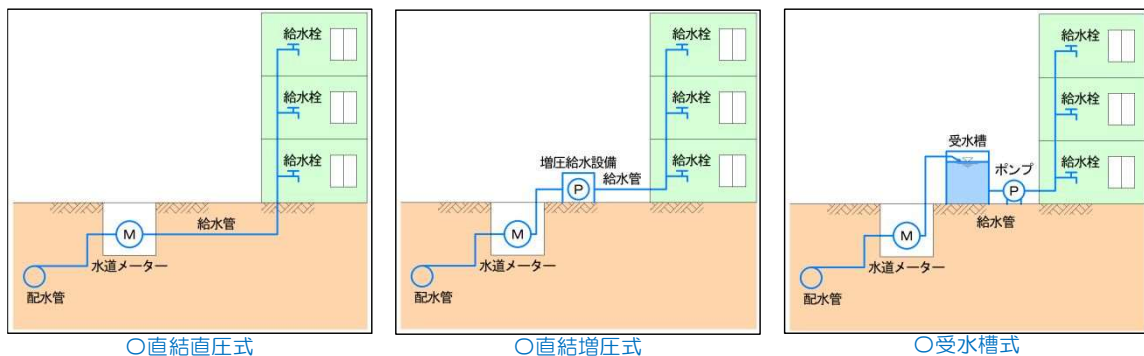 給水栓
給水栓
給水栓
給水管
M
水道メーター
配水管
〇直結直圧式
給水栓
給水栓
増圧給水設備
給水栓
P
給水管
M
水道メーター
配水管
〇直結増圧式
給水栓
給水栓
受水槽
ポンプ
給水栓
P
給水管
M
水道メーター
配水管
〇受水槽式